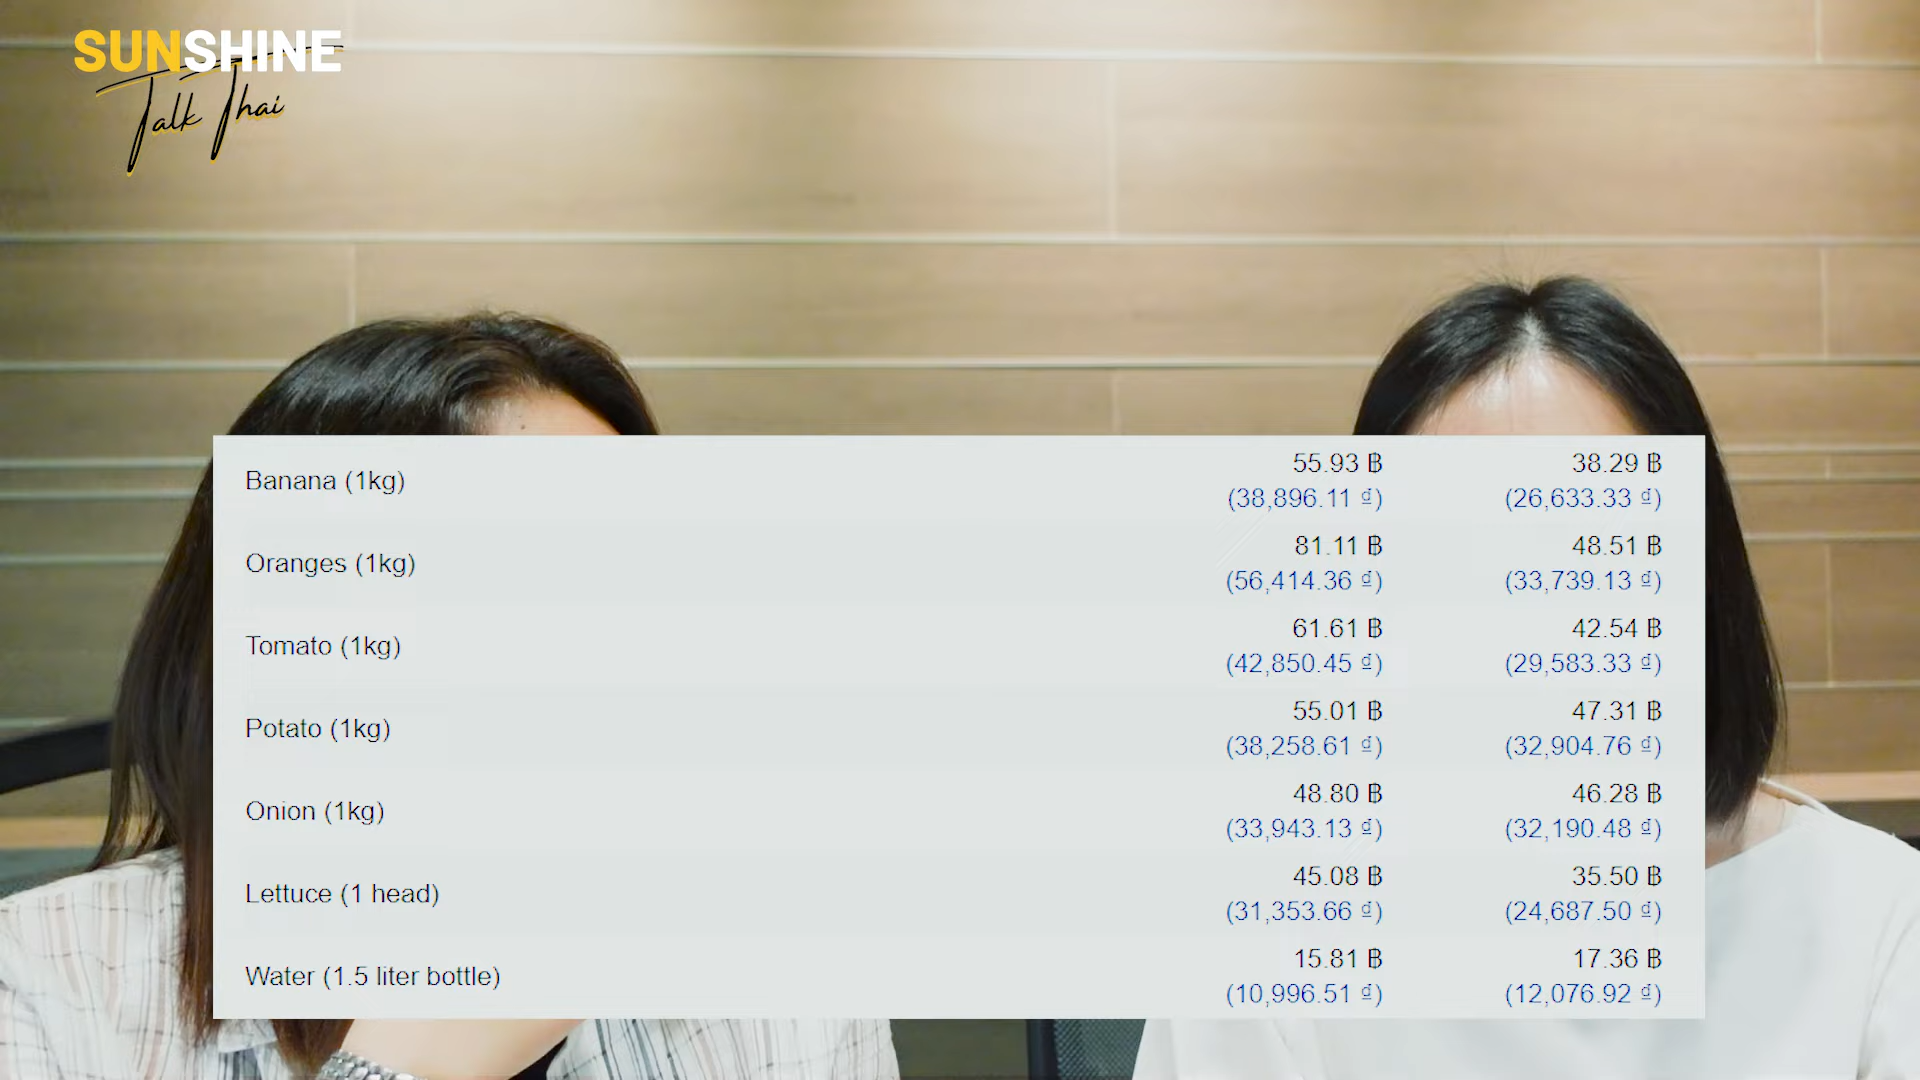 SUNSHINE
Talk Thai
Banana (1kg) 55.93 ฿ 38.29 ฿
(38,896.11 ₫) (26,633.33 ₫)
Oranges (1kg) 81.11 ฿ 48.51 ฿
(56,414.36 ₫) (33,739.13 ₫)
Tomato (1kg) 61.61 ฿ 42.54 ฿
(42,850.45 ₫) (29,583.33 ₫)
Potato (1kg) 55.01 ฿ 47.31 ฿
(38,258.61 ₫) (32,904.76 ₫)
Onion (1kg) 48.80 ฿ 46.28 ฿
(33,943.13 ₫) (32,190.48 ₫)
Lettuce (1 head) 45.08 ฿ 35.50 ฿
(31,353.66 ₫) (24,687.50 ₫)
Water (1.5 liter bottle) 15.81 ฿ 17.36 ฿
(10,996.51 ₫) (12,076.92 ₫)